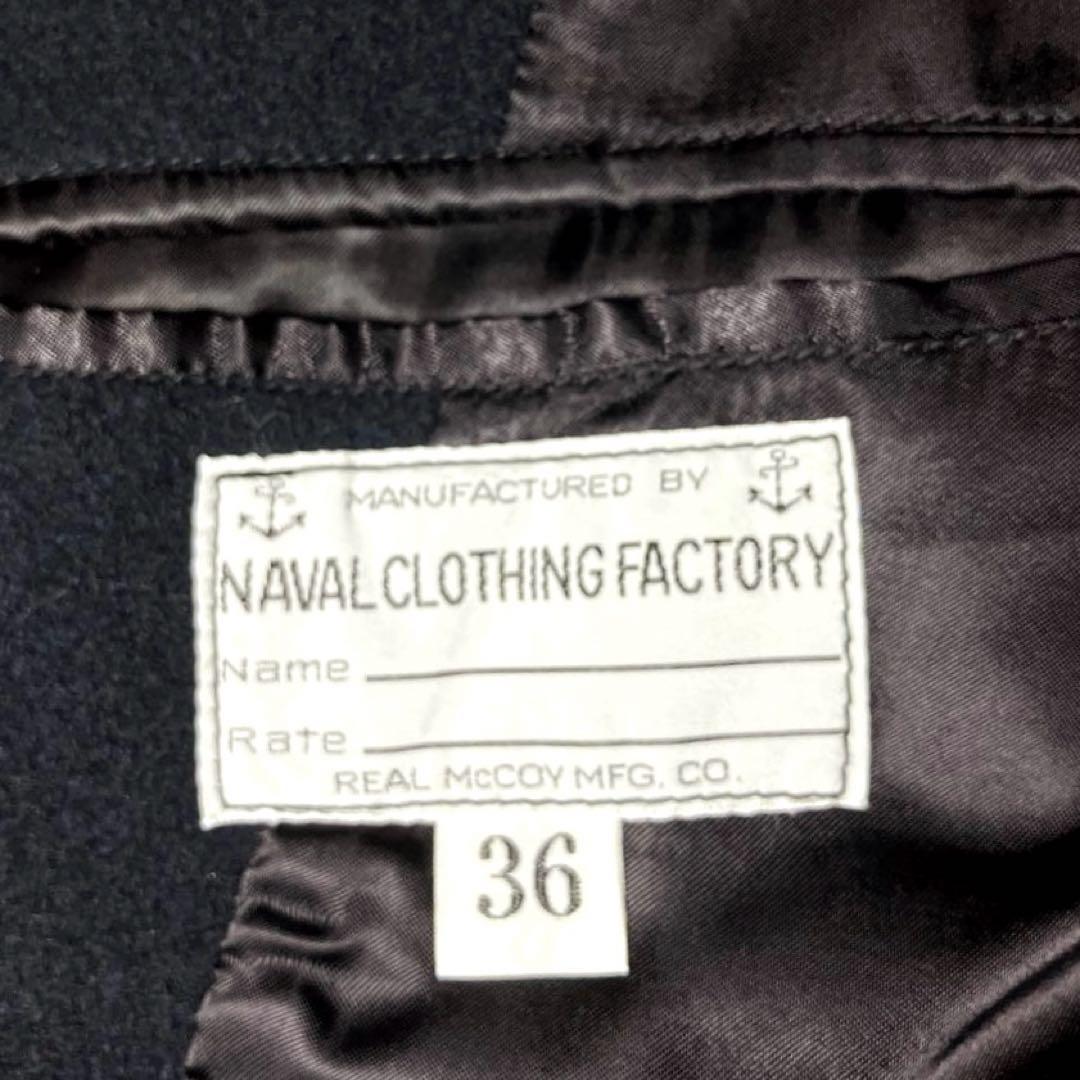 MANUFACTURED BY
NAVAL CLOTHING FACTORY
Name
Rate
REAL McCOY MFG. CO.
36